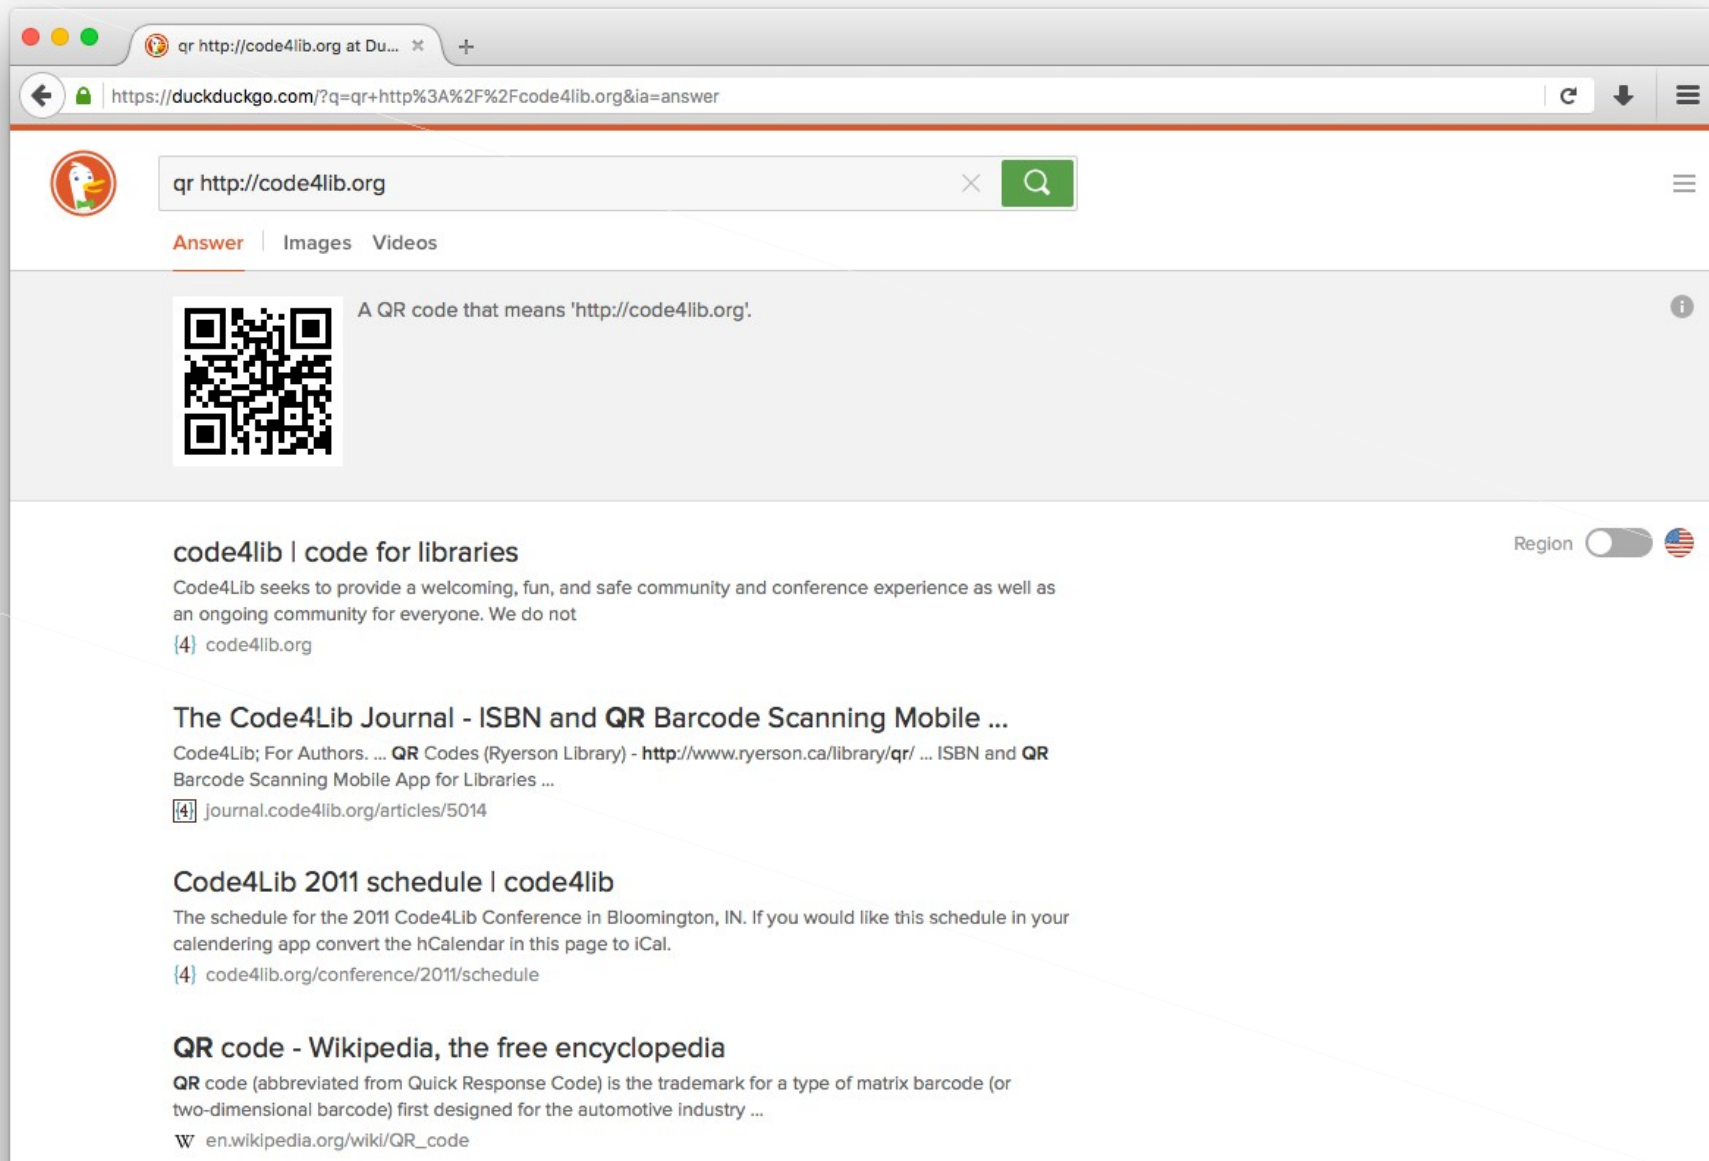 qr http://code4lib.org at Du...
https://duckduckgo.com/?q=qr+http%3A%2F%2Fcode4lib.org&ia=answer
qr http://code4lib.org
Answer Images Videos
A QR code that means 'http://code4lib.org'.
Region
code4lib | code for libraries
Code4Lib seeks to provide a welcoming, fun, and safe community and conference experience as well as
an ongoing community for everyone. We do not
{4} code4lib.org
The Code4Lib Journal - ISBN and QR Barcode Scanning Mobile ...
Code4Lib; For Authors. ... QR Codes (Ryerson Library) - http://www.ryerson.ca/library/qr/ ... ISBN and QR
Barcode Scanning Mobile App for Libraries ...
{4} journal.code4lib.org/articles/5014
Code4Lib 2011 schedule | code4lib
The schedule for the 2011 Code4Lib Conference in Bloomington, IN. If you would like this schedule in your
calendering app convert the hCalendar in this page to iCal.
{4} code4lib.org/conference/2011/schedule
QR code - Wikipedia, the free encyclopedia
QR code (abbreviated from Quick Response Code) is the trademark for a type of matrix barcode (or
two-dimensional barcode) first designed for the automotive industry ...
W en.wikipedia.org/wiki/QR_code